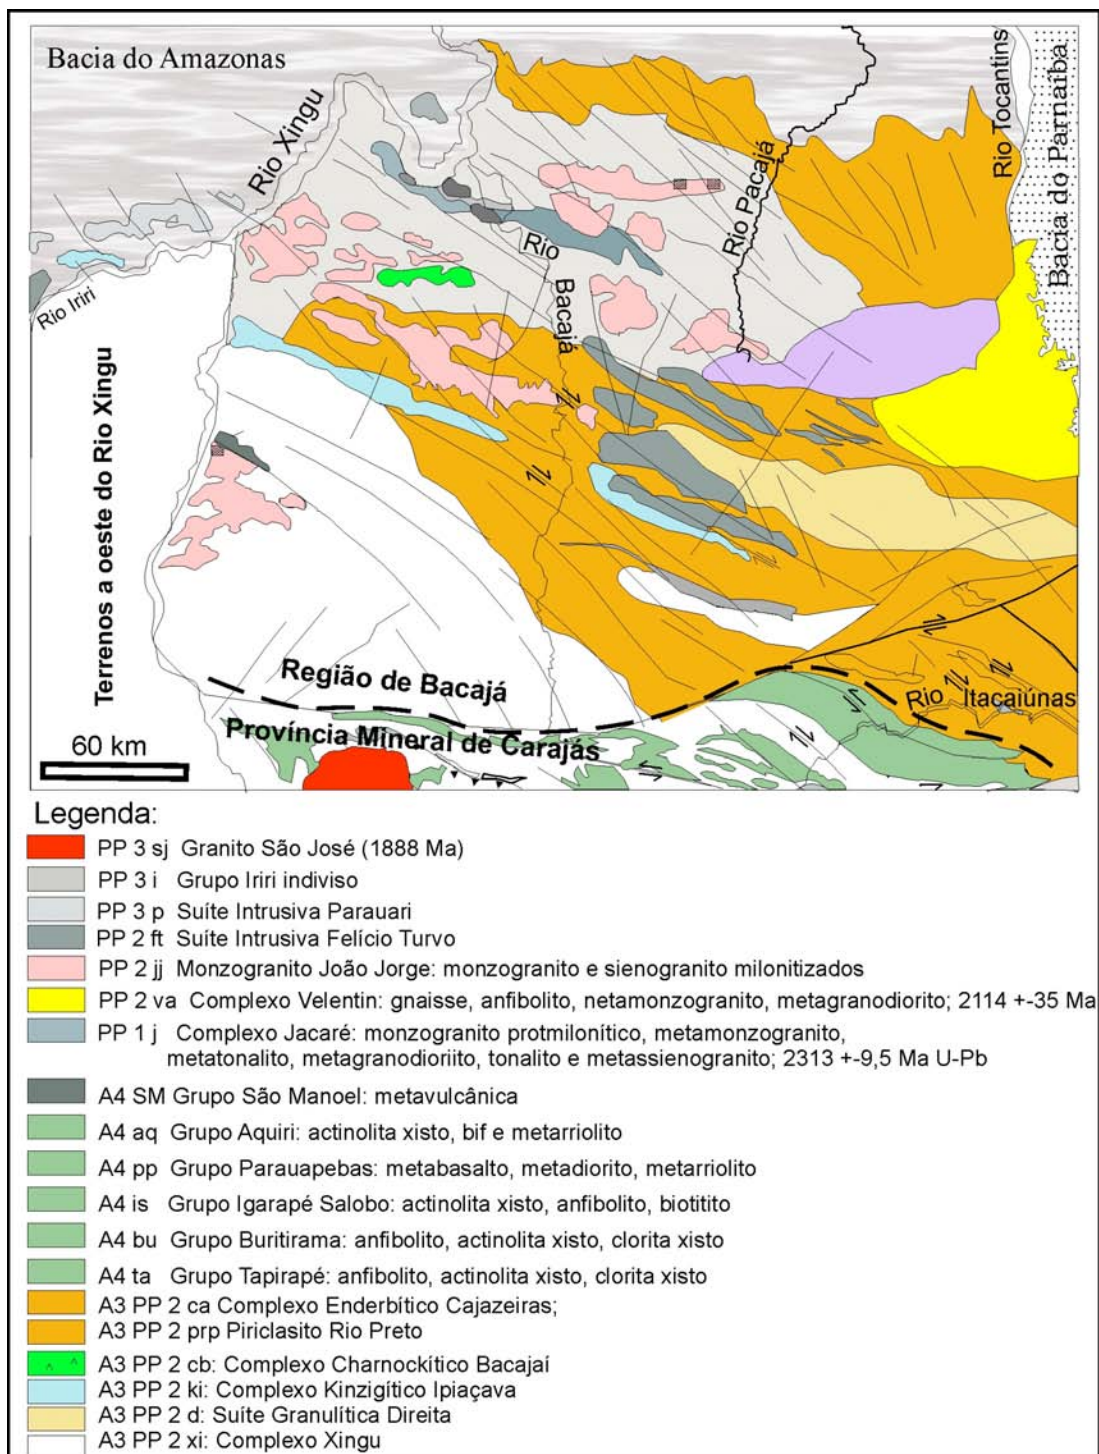 Bacia do Amazonas
Rio Xingu
Rio Pacajá
Rio Tocantins
Bacia do Parnaíba
Rio
Bacajá
Rio Iriri
Terrrenos a oeste do Rio Xingu
Região de Bacajá
Província Mineral de Carajás
Rio Itacaiúnas
60 km
Legenda:
PP 3 sj Granito São José (1888 Ma)
PP 3 i Grupo Iriri indiviso
PP 3 p Suíte Intrusiva Parauari
PP 2 ft Suíte Intrusiva Felício Turvo
PP 2 jj Monzogranito João Jorge: monzogranito e sienogranito milonitizados
PP 2 va Complexo Velentin: gnaisse, anfibolito, netamonzogranito, metagranodiorito; 2114 +-35 Ma
PP 1 j Complexo Jacaré: monzogranito protmilonítico, metamonzogranito,
metatonalito, metagranodioriito, tonalito e metassienogranito; 2313 +-9,5 Ma U-Pb
A4 SM Grupo São Manoel: metavulcânica
A4 aq Grupo Aquiri: actinolita xisto, bif e metarriolito
A4 pp Grupo Parauapebas: metabasalto, metadiorito, metarriolito
A4 is Grupo Igarapé Salobo: actinolita xisto, anfibolito, biotitito
A4 bu Grupo Buritirama: anfibolito, actinolita xisto, clorita xisto
A4 ta Grupo Tapirapé: anfibolito, actinolita xisto, clorita xisto
A3 PP 2 ca Complexo Enderbítico Cajazeiras;
A3 PP 2 prp Piriclasito Rio Preto
A3 PP 2 cb: Complexo Charnockítico Bacajaí
A3 PP 2 ki: Complexo Kinzigítico Ipiaçava
A3 PP 2 d: Suíte Granulítica Direita
A3 PP 2 xi: Complexo Xingu